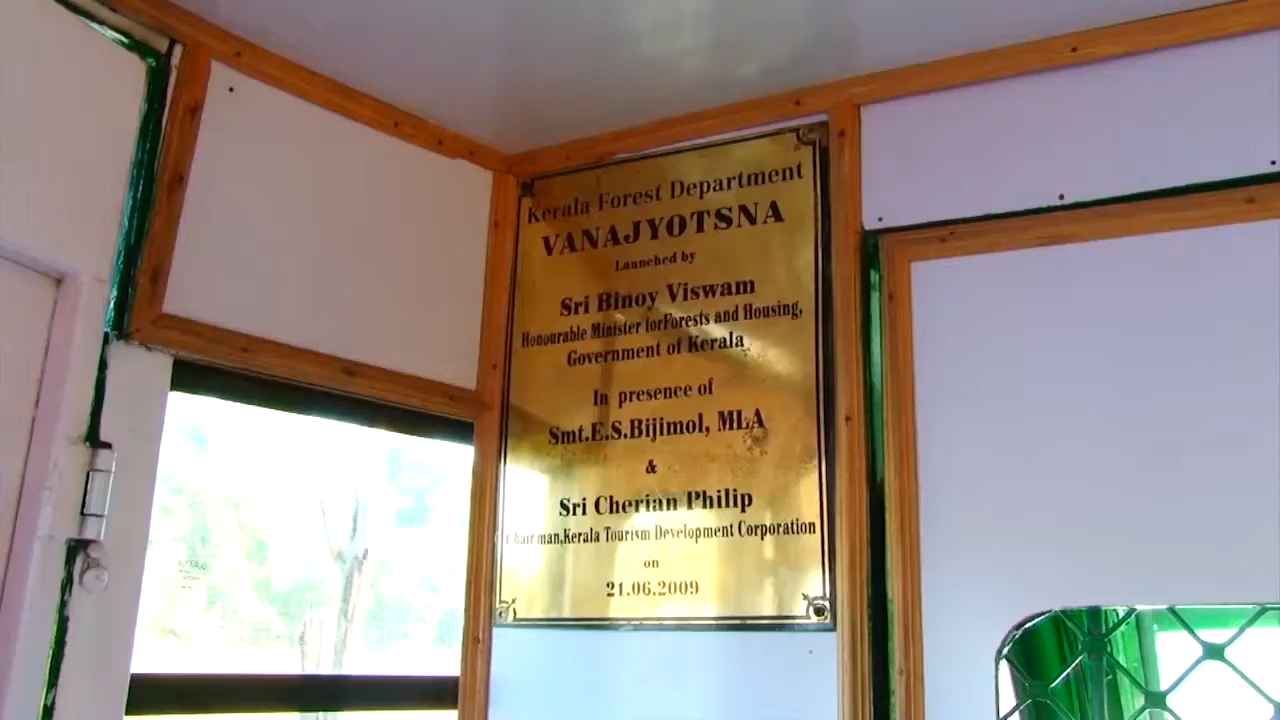 Kerala Forest Department
VANAJYOTSNA
Launched by
Sri Binoy Viswam
Honourable Minister forForests and Housing,
Government of Kerala
In presence of
Smt.E.S.Bijimol, MLA
&
Sri Cherian Philip
Chairman,Kerala Tourism Development Corporation
on
21.06.2009